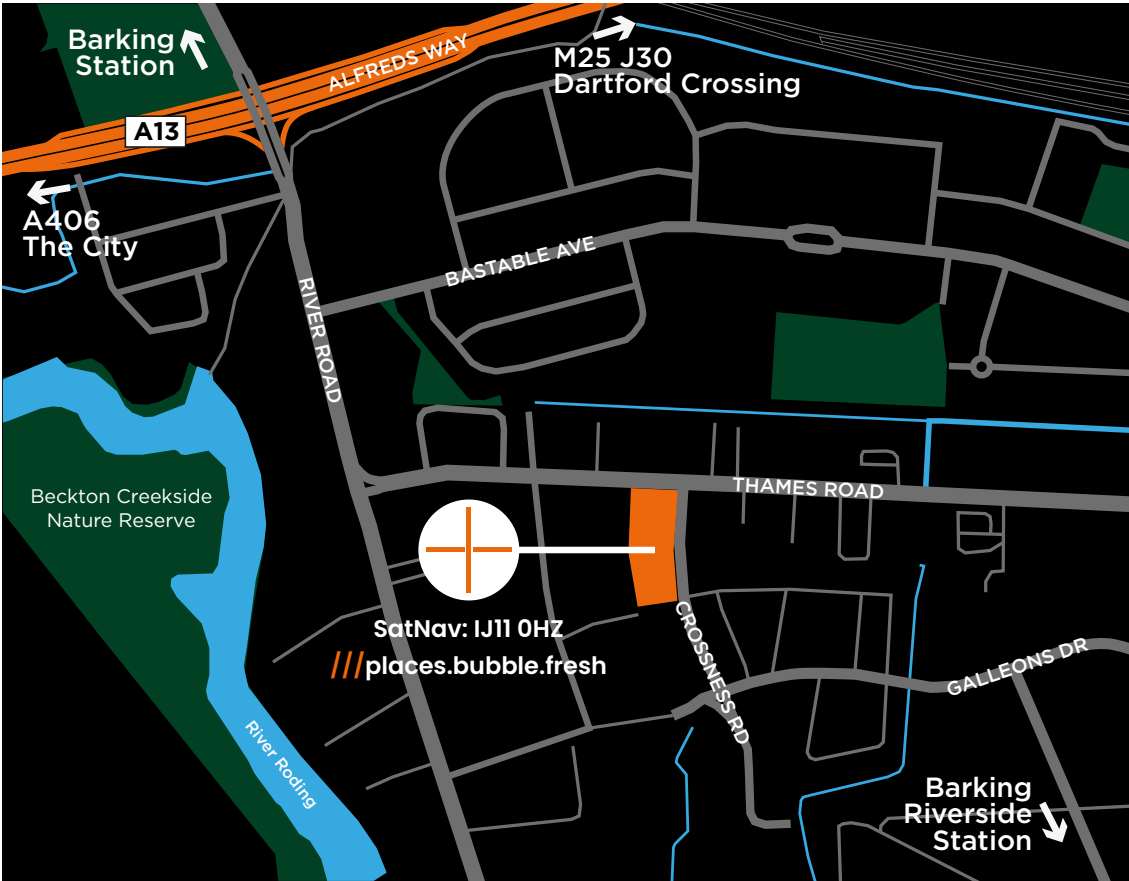 Barking
Station
ALFREDS WAY
M25 J30
Dartford Crossing
A13
A406
The City
BASTABLE AVE
RIVER ROAD
THAMES ROAD
Beckton Creekside
Nature Reserve
SatNav: IJ11 0HZ
///places.bubble.fresh
CROSSNESS RD
GALLEONS DR
River Roding
Barking
Riverside
Station